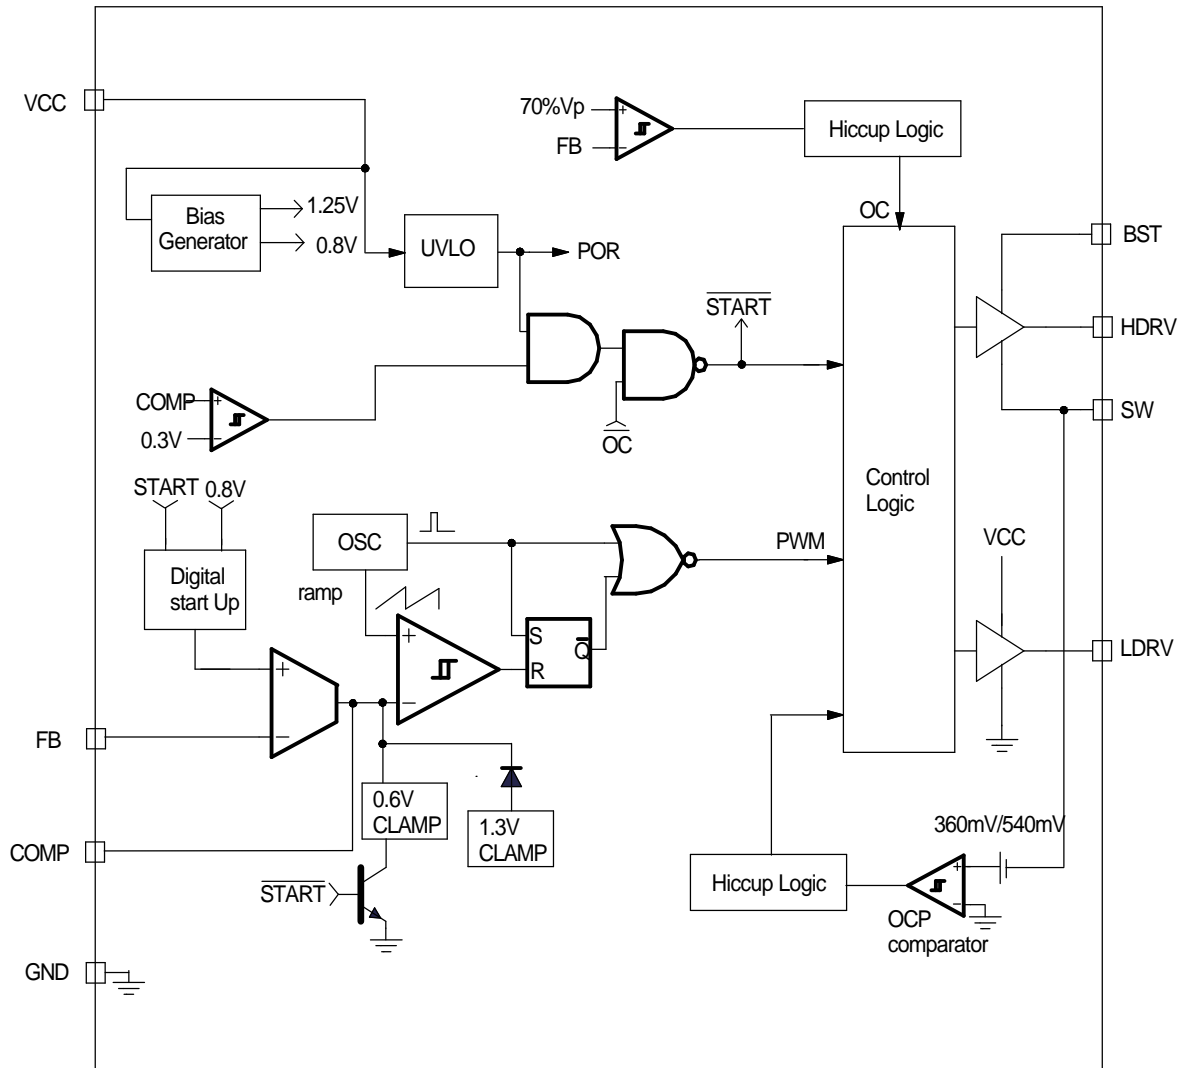 VCC
70%Vp
+
FB
−
Hiccup Logic
Bias
Generator
1.25V
0.8V
UVLO
POR
OC
BST
START
HDRV
COMP
+
0.3V
−
OC
SW
START
0.8V
Control
Logic
OSC
PWM
VCC
Digital
start Up
ramp
+
S
Q
R
+
−
−
LDRV
FB
0.6V
CLAMP
1.3V
CLAMP
360mV/540mV
COMP
START
Hiccup Logic
+
−
OCP
comparator
GND